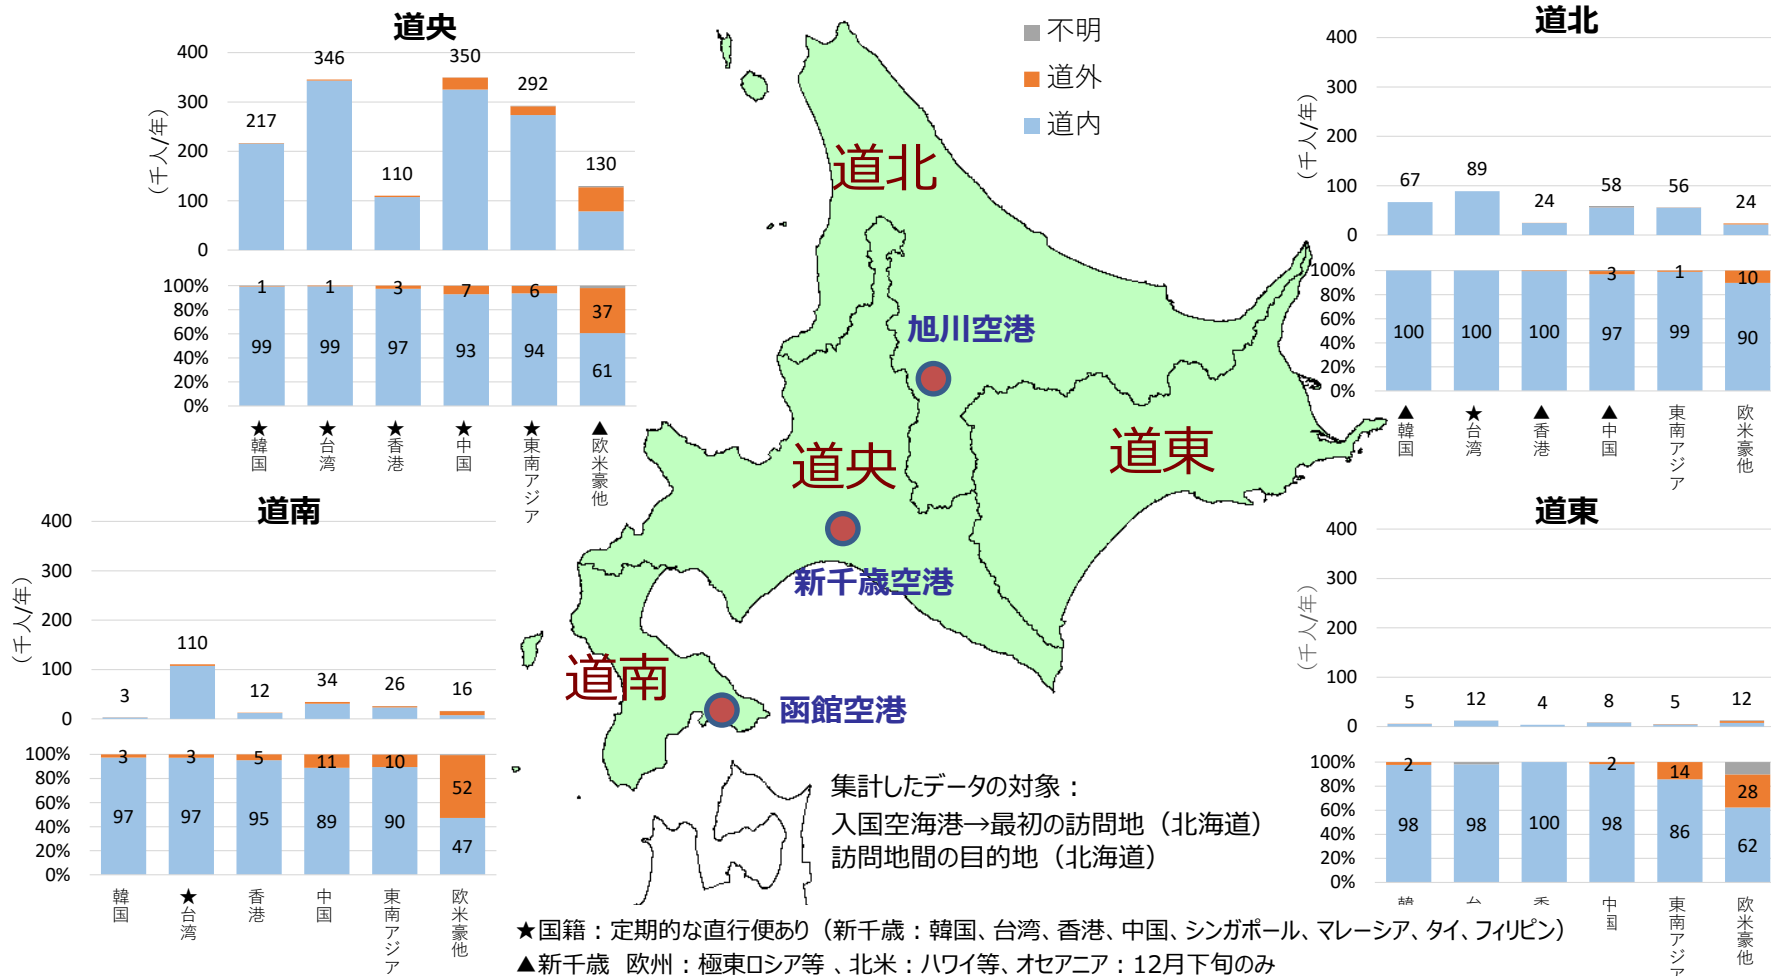 道央
(千人/年)
400
300
200
100
0
217
346
110
350
292
130
100%
80%
60%
40%
20%
0%
1
1
3
7
6
37
99
99
97
93
94
61
★韓国
★台湾
★香港
★中国
★東南アジア
▲欧米豪他
不明
道外
道内
道北
(千人/年)
400
300
200
100
0
67
89
24
58
56
24
100%
80%
60%
40%
20%
0%
3
1
10
100
100
100
97
99
90
▲韓国
★台湾
▲香港
▲中国
東南アジア
欧米豪他
道北
旭川空港
道央
道東
新千歳空港
道南
函館空港
道南
(千人/年)
400
300
200
100
0
3
110
12
34
26
16
100%
80%
60%
40%
20%
0%
3
3
5
11
10
52
97
97
95
89
90
47
韓国
★台湾
香港
中国
東南アジア
欧米豪他
道東
(千人/年)
400
300
200
100
0
5
12
4
8
5
12
100%
80%
60%
40%
20%
0%
2
2
14
28
98
98
100
98
86
62
中国
東南アジア
欧米豪他
集計したデータの対象：
入国空海港→最初の訪問地（北海道）
訪問地間の目的地（北海道）
★国籍：定期的な直行便あり（新千歳：韓国、台湾、香港、中国、シンガポール、マレーシア、タイ、フィリピン）
▲新千歳 欧州：極東ロシア等、北米：ハワイ等、オセアニア：12月下旬のみ